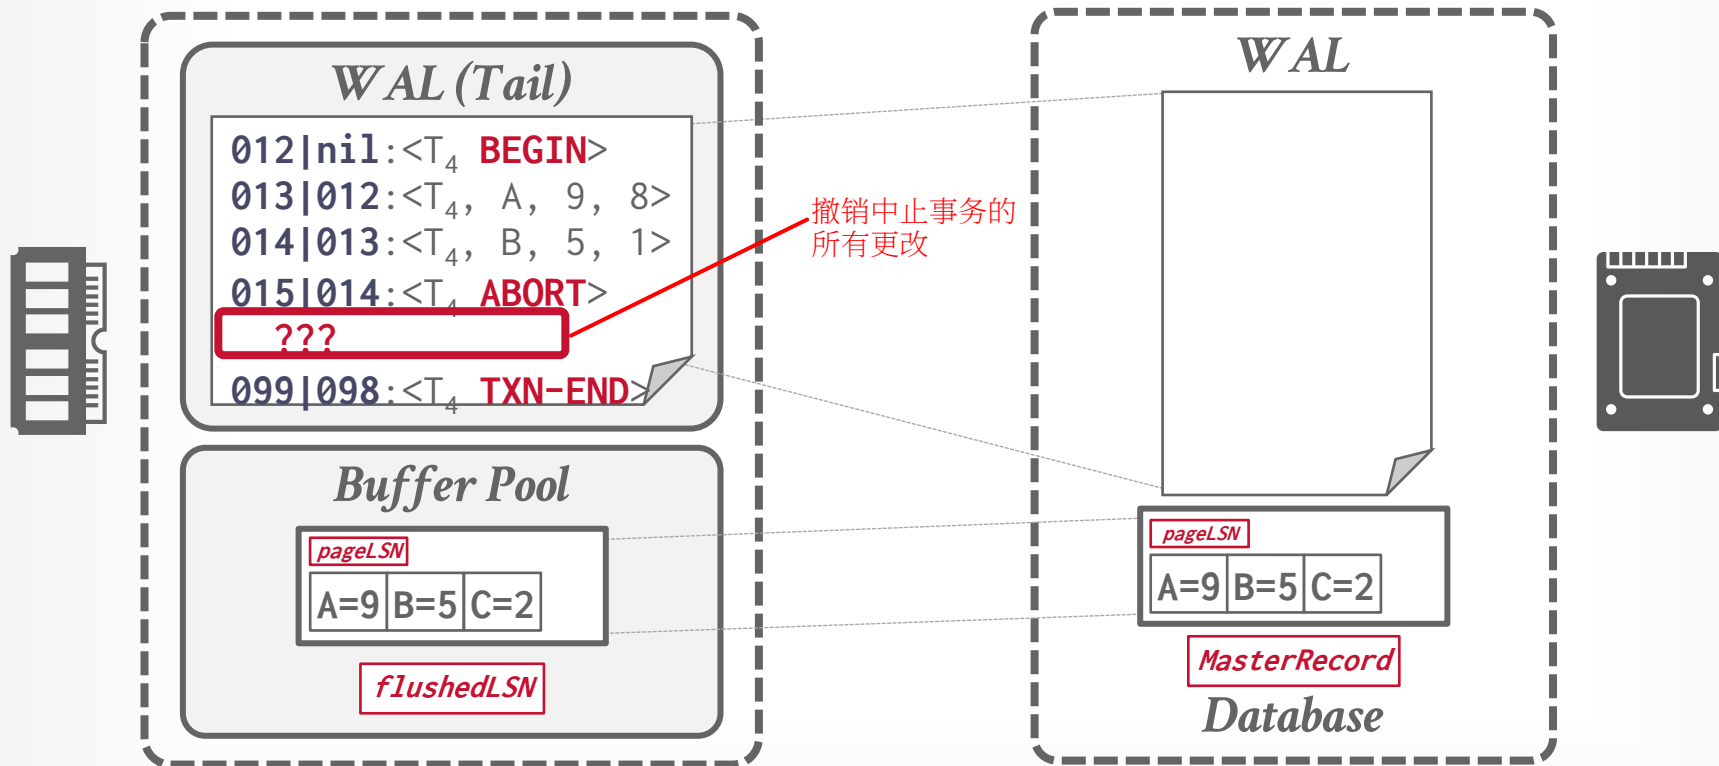 WAL (Tail)
012|nil:<T4 BEGIN>
013|012:<T4, A, 9, 8>
014|013:<T4, B, 5, 1>
015|014:<T4 ABORT>
???
099|098:<T4 TXN-END>
撤销中止事务的
所有更改
Buffer Pool
pageLSN
A=9 B=5 C=2
flushedLSN
WAL
pageLSN
A=9 B=5 C=2
MasterRecord
Database